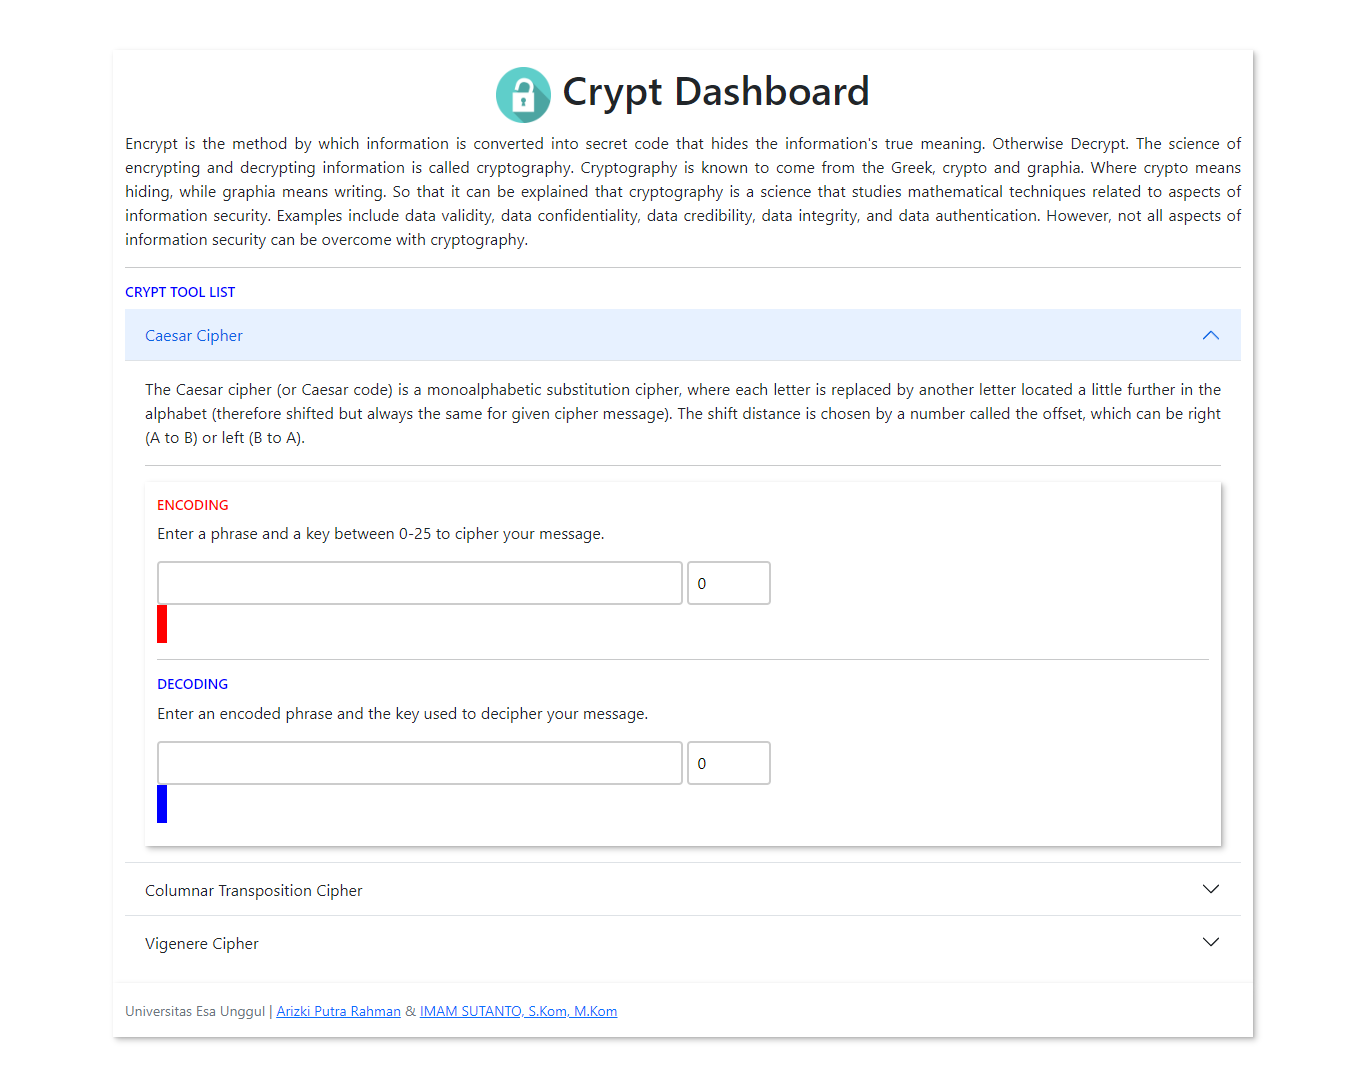 Crypt Dashboard
Encrypt is the method by which information is converted into secret code that hides the information's true meaning. Otherwise Decrypt. The science of
encrypting and decrypting information is called cryptography. Cryptography is known to come from the Greek, crypto and graphia. Where crypto means
hiding, while graphia means writing. So that it can be explained that cryptography is a science that studies mathematical techniques related to aspects of
information security. Examples include data validity, data confidentiality, data credibility, data integrity, and data authentication. However, not all aspects of
information security can be overcome with cryptography.
CRYPT TOOL LIST
Caesar Cipher
The Caesar cipher (or Caesar code) is a monoalphabetic substitution cipher, where each letter is replaced by another letter located a little further in the
alphabet (therefore shifted but always the same for given cipher message). The shift distance is chosen by a number called the offset, which can be right
(A to B) or left (B to A).
ENCODING
Enter a phrase and a key between 0-25 to cipher your message.
0
DECODING
Enter an encoded phrase and the key used to decipher your message.
0
Columnar Transposition Cipher
Vigenere Cipher
Universitas Esa Unggul | Arizki Putra Rahman & IMAM SUTANTO, S.Kom, M.Kom